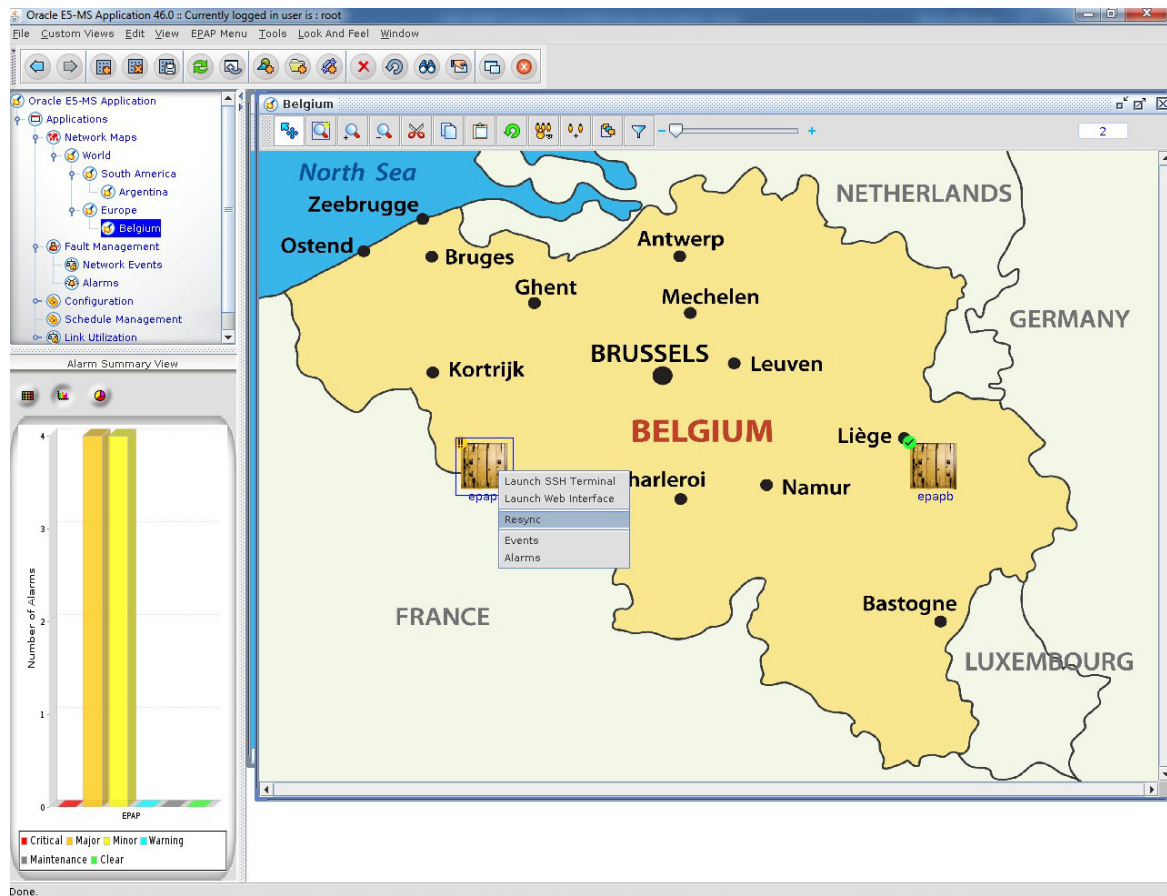 Oracle E5-MS Application 46.0 :: Currently logged in user is : root
File Custom Views Edit View EPAP Menu Tools Look And Feel Window
Oracle E5-MS Application
Applications
Network Maps
World
South America
Argentina
Europe
Belgium
Fault Management
Network Events
Alarms
Configuration
Schedule Management
Link Utilization
Alarm Summary View
4
3
2
1
0
Number of Alarms
EPAP
Critical Major Minor Warning
Maintenance Clear
Belgium
- + 2
North Sea
NETHERLANDS
Zeebrugge
Ostend
Bruges
Antwerp
Ghent
Mechelen
GERMANY
BRUSSELS
Leuven
Kortrijk
BELGIUM
Liège
epap
epapb
Launch SSH Terminal
Launch Web Interface
Resync
Events
Alarms
harleroi
Namur
FRANCE
Bastogne
LUXEMBOURG
Done.